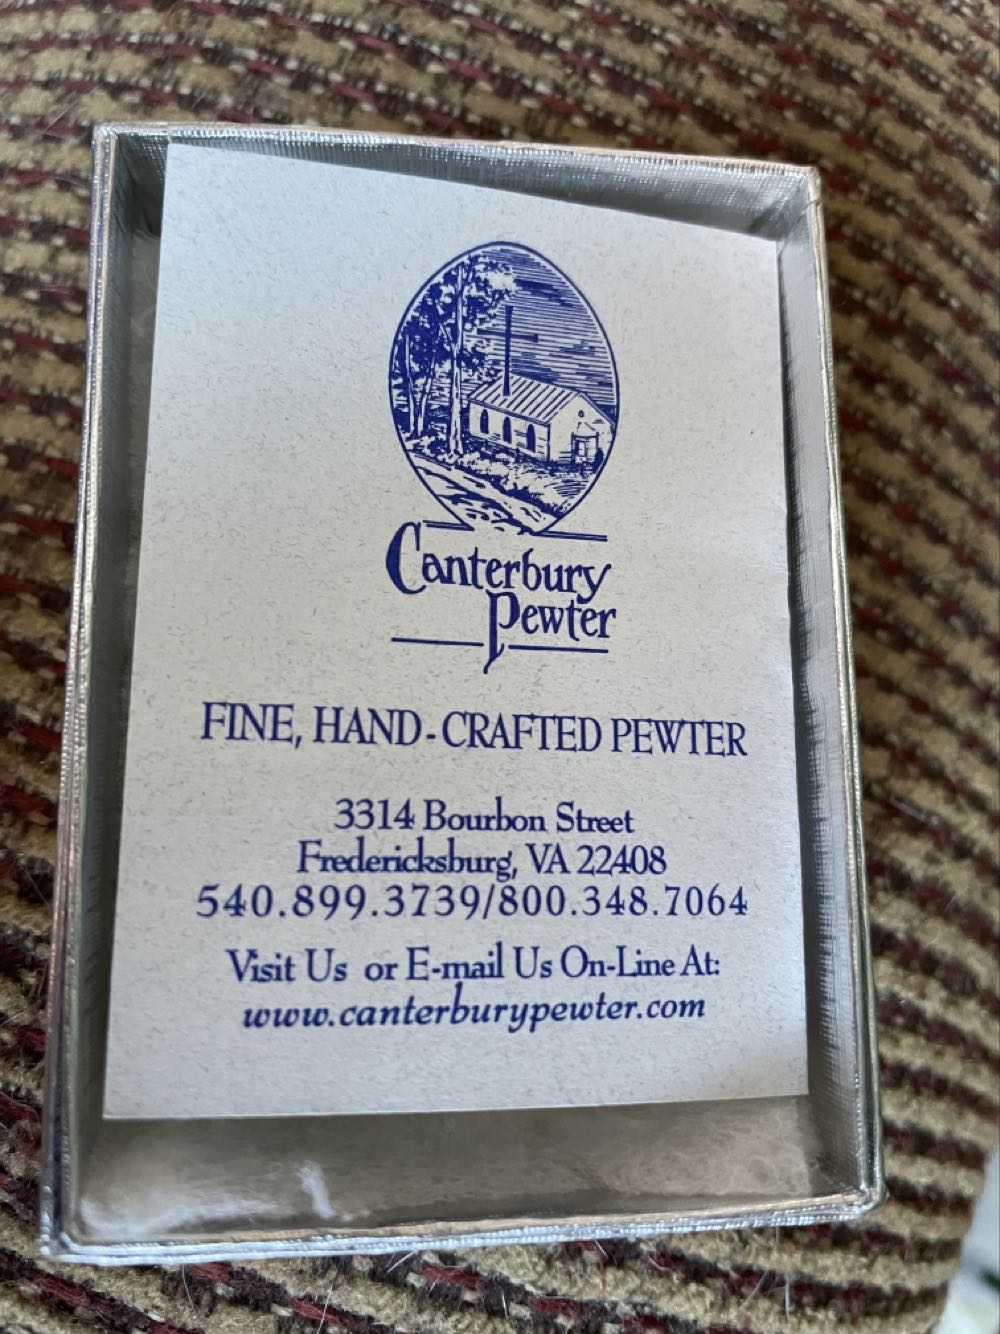 Canterbury
Pewter
FINE, HAND-CRAFTED PEWTER
3314 Bourbon Street
Fredericksburg, VA 22408
540.899.3739/800.348.7064
Visit Us or E-mail Us On-Line At:
www.canterburypewter.com